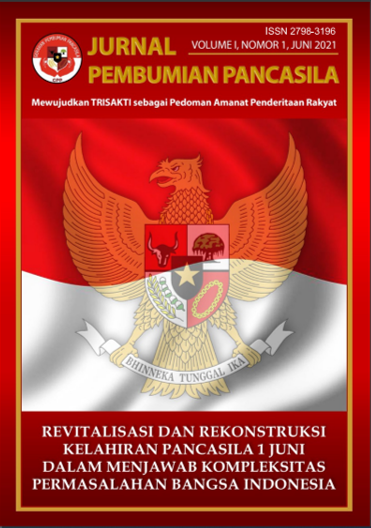 ISSN 2798-3196
VOLUME I, NOMOR 1, JUNI 2021
JURNAL
PEMBUMIAN PANCASILA
Mewujudkan TRISAKTI sebagai Pedoman Amanat Penderitaan Rakyat
BHINNEKA TUNGGAL IKA
REVITALISASI DAN REKONSTRUKSI
KELAHIRAN PANCASILA 1 JUNI
DALAM MENJAWAB KOMPLEKSITAS
PERMASALAHAN BANGSA INDONESIA